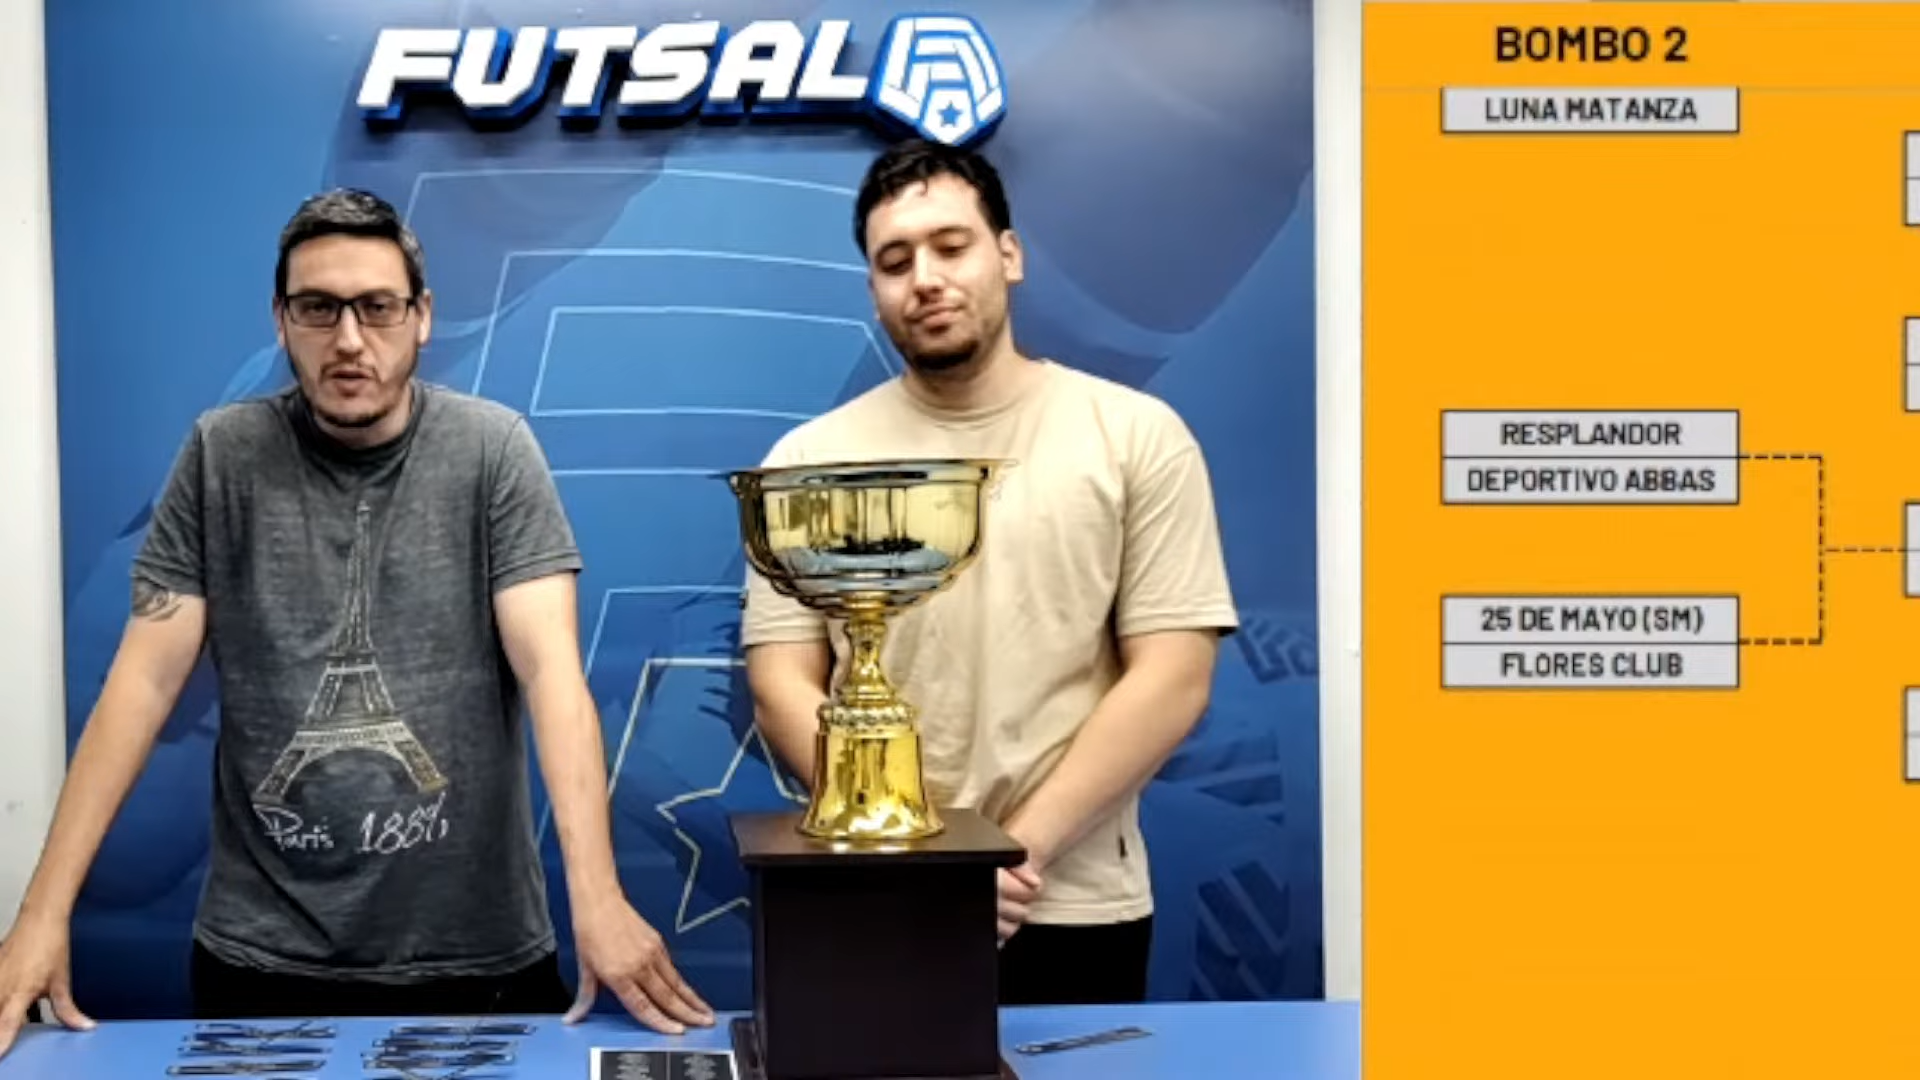 FUTSAL
BOMBO 2
LUNA MATANZA
RESPLANDOR
DEPORTIVO ABBAS
25 DE MAYO (SM)
FLORES CLUB
Paris 1889